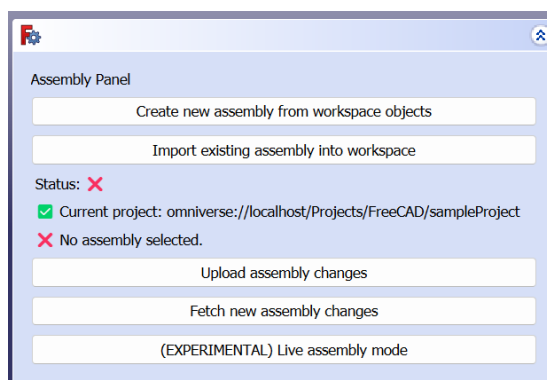 Assembly Panel
Create new assembly from workspace objects
Import existing assembly into workspace
Status:
Current project: omniverse://localhost/Projects/FreeCAD/sampleProject
No assembly selected.
Upload assembly changes
Fetch new assembly changes
(EXPERIMENTAL) Live assembly mode